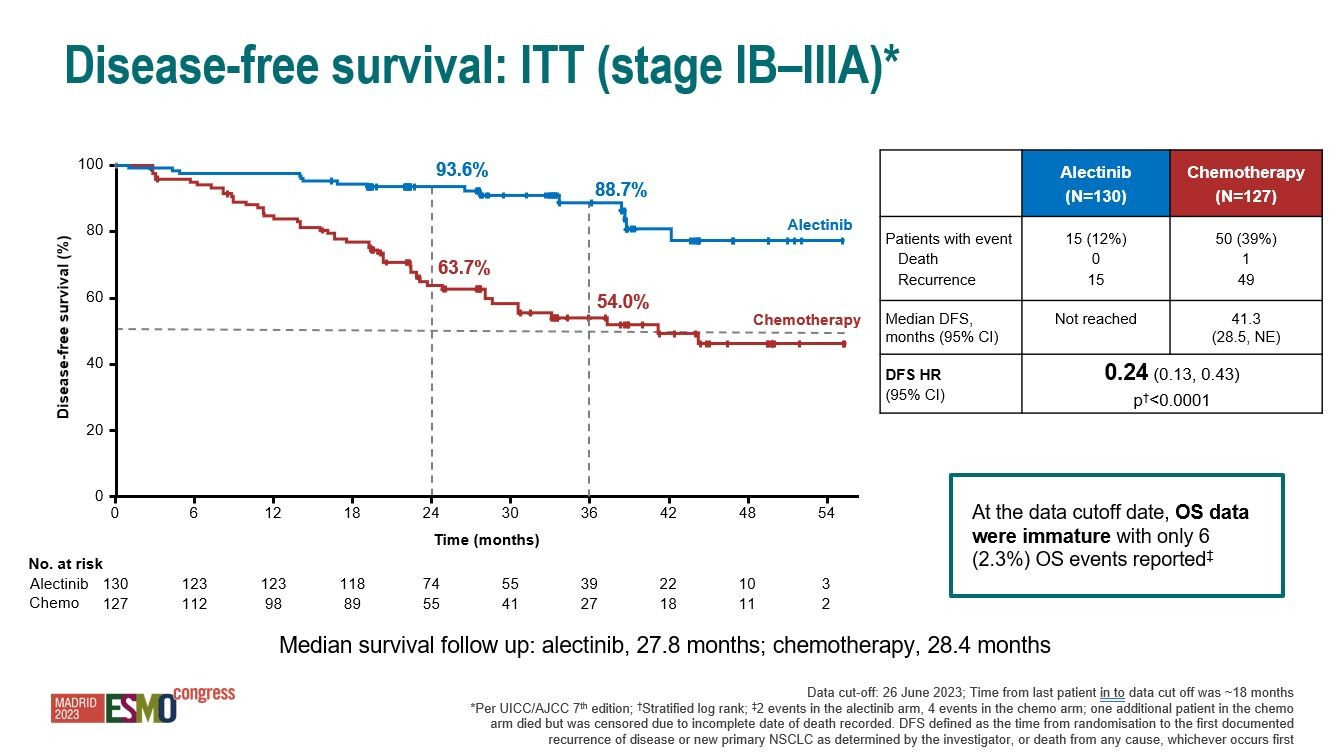 Disease-free survival: ITT (stage IB–IIIA)*
Disease-free survival (%)
100
80
60
40
20
0
93.6%
88.7%
Alectinib
63.7%
54.0%
Chemotherapy
0 6 12 18 24 30 36 42 48 54
Time (months)
No. at risk
Alectinib 130 123 123 118 74 55 39 22 10 3
Chemo 127 112 98 89 55 41 27 18 11 2
Alectinib (N=130) Chemotherapy (N=127)
Patients with event 15 (12%) 50 (39%)
Death 0 1
Recurrence 15 49
Median DFS, Not reached 41.3
months (95% CI) (28.5, NE)
DFS HR 0.24 (0.13, 0.43)
(95% CI) p†<0.0001
At the data cutoff date, OS data
were immature with only 6
(2.3%) OS events reported‡
Median survival follow up: alectinib, 27.8 months; chemotherapy, 28.4 months
MADRID
2023
ESMO congress
Data cut-off: 26 June 2023; Time from last patient in to data cut off was ~18 months
*Per UICC/AJCC 7th edition; †Stratified log rank; ‡2 events in the alectinib arm, 4 events in the chemo arm; one additional patient in the chemo
arm died but was censored due to incomplete date of death recorded. DFS defined as the time from randomisation to the first documented
recurrence of disease or new primary NSCLC as determined by the investigator, or death from any cause, whichever occurs first